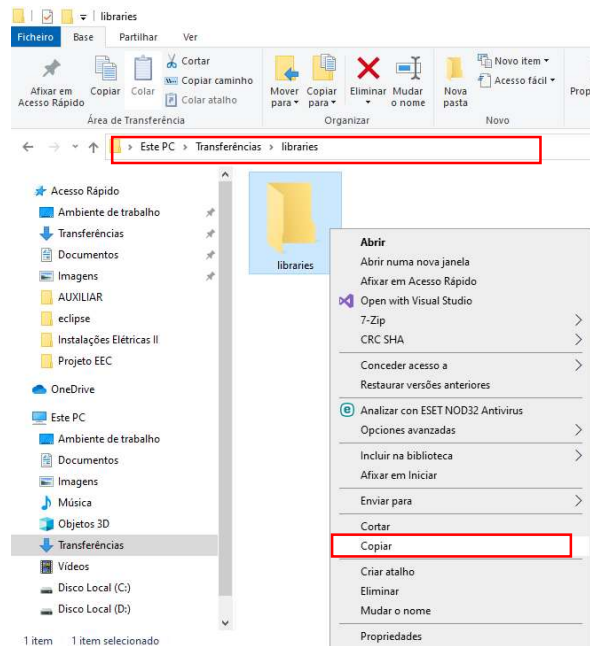 libraries
Ficheiro Base Partilhar Ver
Afixar em Acesso Rápido
Copiar
Colar
Cortar
Copiar caminho
Colar atalho
Mover para
Copiar para
Eliminar
Mudar o nome
Nova pasta
Novo item
Acesso fácil
Prop
Área de Transferência Organizar Novo
Este PC > Transferências > libraries
Acesso Rápido
Ambiente de trabalho
Transferências
Documentos
Imagens
AUXILIAR
eclipse
Instalações Elétricas II
Projeto EEC
OneDrive
Este PC
Ambiente de trabalho
Documentos
Imagens
Música
Objetos 3D
Transferências
Vídeos
Disco Local (C:)
Disco Local (D:)
1 item 1 item selecionado
libraries
Abrir
Abrir numa nova janela
Afixar em Acesso Rápido
Open with Visual Studio
7-Zip
CRC SHA
Conceder acesso a
Restaurar versões anteriores
Analizar con ESET NOD32 Antivirus
Opciones avanzadas
Incluir na biblioteca
Afixar em Iniciar
Enviar para
Cortar
Copiar
Criar atalho
Eliminar
Mudar o nome
Propriedades